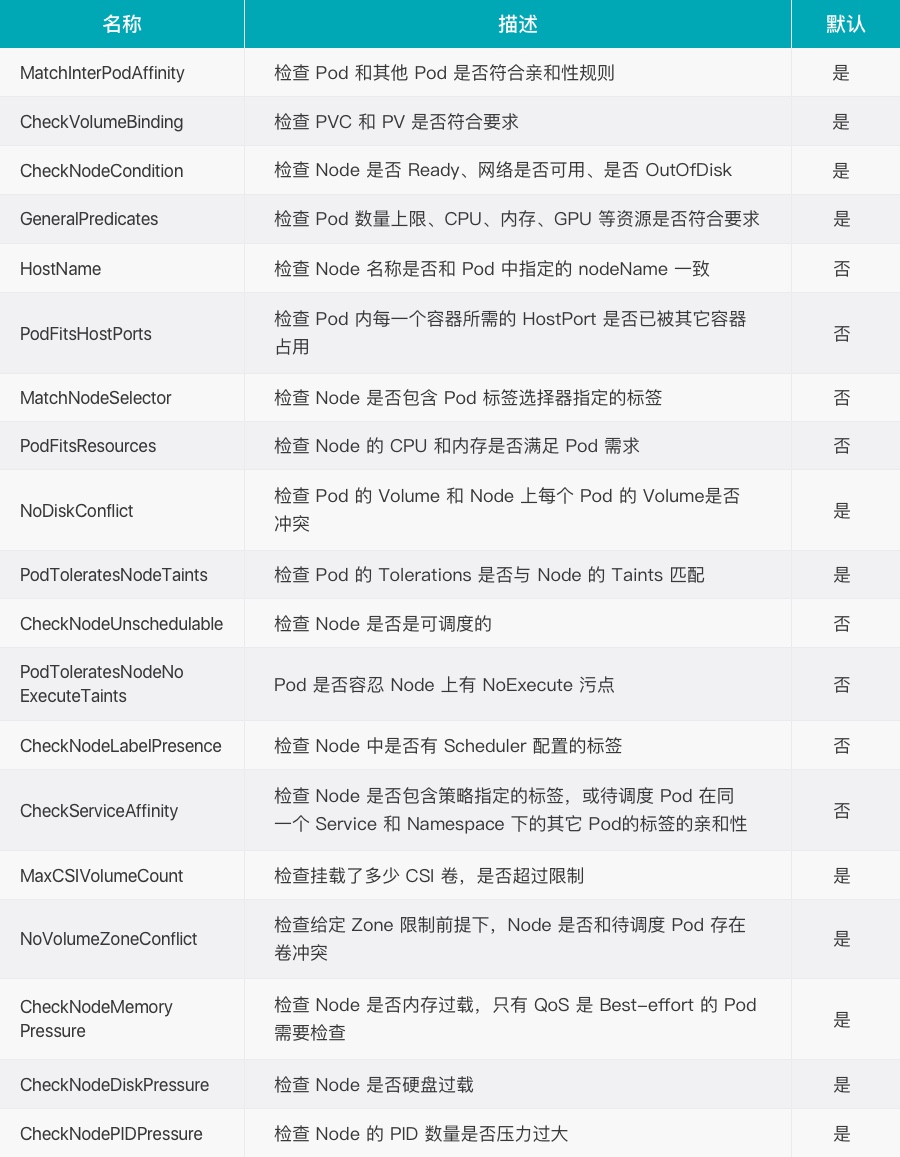 名称 描述 默认
MatchInterPodAffinity 检查 Pod 和其他 Pod 是否符合亲和性规则 是
CheckVolumeBinding 检查 PVC 和 PV 是否符合要求 是
CheckNodeCondition 检查 Node 是否 Ready、网络是否可用、是否 OutOfDisk 是
GeneralPredicates 检查 Pod 数量上限、CPU、内存、GPU 等资源是否符合要求 是
HostName 检查 Node 名称是否和 Pod 中指定的 nodeName 一致 否
PodFitsHostPorts 检查 Pod 内每一个容器所需的 HostPort 是否已被其它容器
占用 否
MatchNodeSelector 检查 Node 是否包含 Pod 标签选择器指定的标签 否
PodFitsResources 检查 Node 的 CPU 和内存是否满足 Pod 需求 否
NoDiskConflict 检查 Pod 的 Volume 和 Node 上每个 Pod 的 Volume是否
冲突 是
PodToleratesNodeTaints 检查 Pod 的 Tolerations 是否与 Node 的 Taints 匹配 是
CheckNodeUnschedulable 检查 Node 是否是可调度的 否
PodToleratesNodeNo
ExecuteTaints Pod 是否容忍 Node 上有 NoExecute 污点 否
CheckNodeLabelPresence 检查 Node 中是否有 Scheduler 配置的标签 否
CheckServiceAffinity 检查 Node 是否包含策略指定的标签，或待调度 Pod 在同
一个 Service 和 Namespace 下的其它 Pod的标签的亲和性 否
MaxCSIVolumeCount 检查挂载了多少 CSI 卷，是否超过限制 是
NoVolumeZoneConflict 检查给定 Zone 限制前提下，Node 是否和待调度 Pod 存在
卷冲突 是
CheckNodeMemory
Pressure 检查 Node 是否内存过载，只有 QoS 是 Best-effort 的 Pod
需要检查 是
CheckNodeDiskPressure 检查 Node 是否硬盘过载 是
CheckNodePIDPressure 检查 Node 的 PID 数量是否压力过大 是